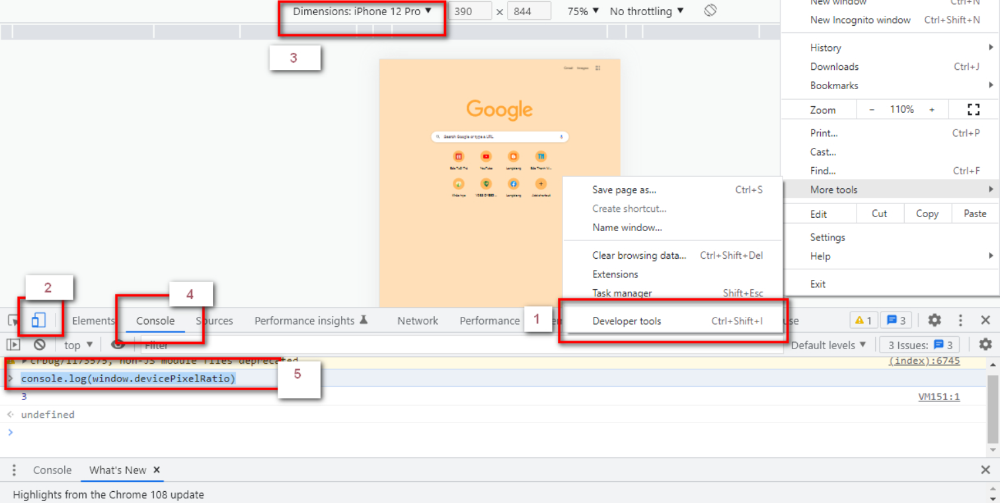 Dimensions: iPhone 12 Pro ▼ 390 × 844 75% ▼ No throttling ▼
3
New window Ctrl+N
New Incognito window Ctrl+Shift+N
History
Downloads Ctrl+J
Bookmarks
Zoom - 110% +
Print... Ctrl+P
Cast...
Find... Ctrl+F
More tools
Edit Cut Copy Paste
Settings
Help
Exit
Gmail Images
Google
Search Google or type a URL
YouTube
Add shortcut
Save page as... Ctrl+S
Create shortcut...
Name window...
Clear browsing data... Ctrl+Shift+Del
Extensions
Task manager Shift+Esc
Developer tools Ctrl+Shift+I
1
2
4
Elements Console Sources Performance insights Network Performance 1 3
top ▼ Filter Default levels ▼ 3 Issues: 3
crbug/1173575, non-JS module files deprecated. (index):6745
5
> console.log(window.devicePixelRatio)
3 VM151:1
undefined
>
Console What's New ×
Highlights from the Chrome 108 update